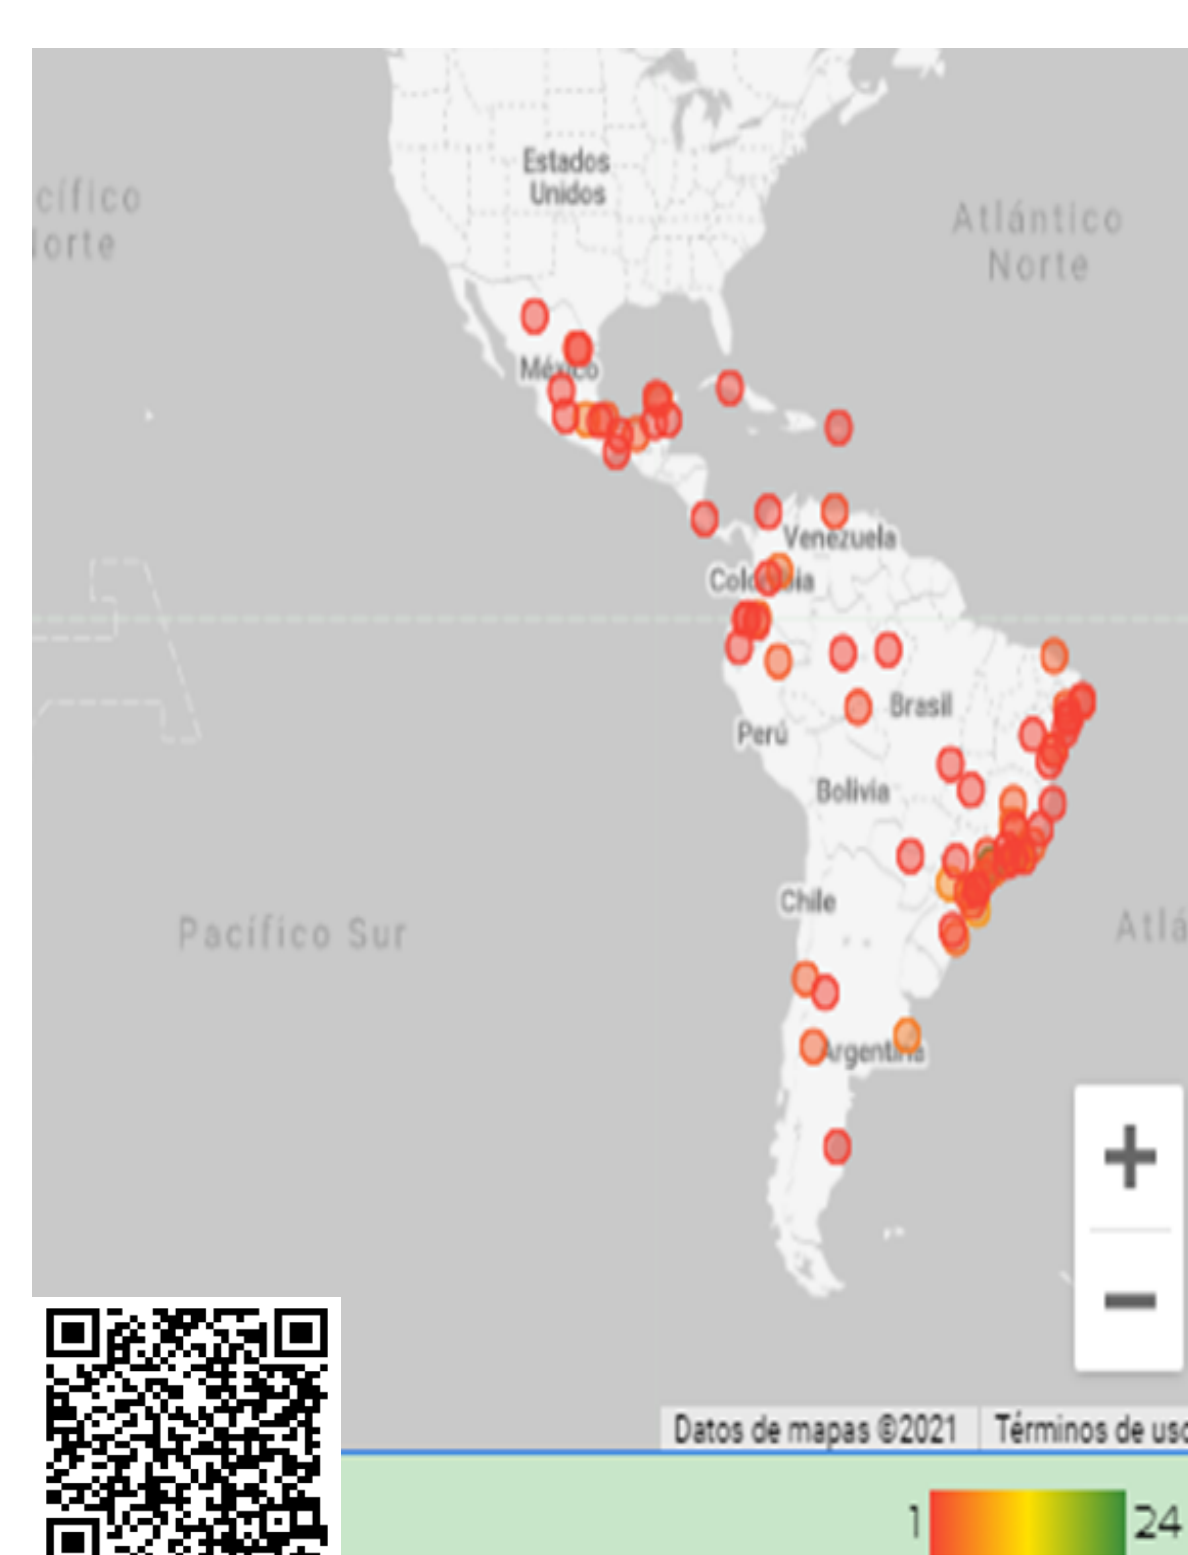 Estados
Unidos
cífico
Norte
Atlántico
Norte
México
Venezuela
Colombia
Brasil
Perú
Bolivia
Chile
Pacífico Sur
Atlá
Argentina
+
−
Datos de mapas ©2021
Términos de uso
1
24